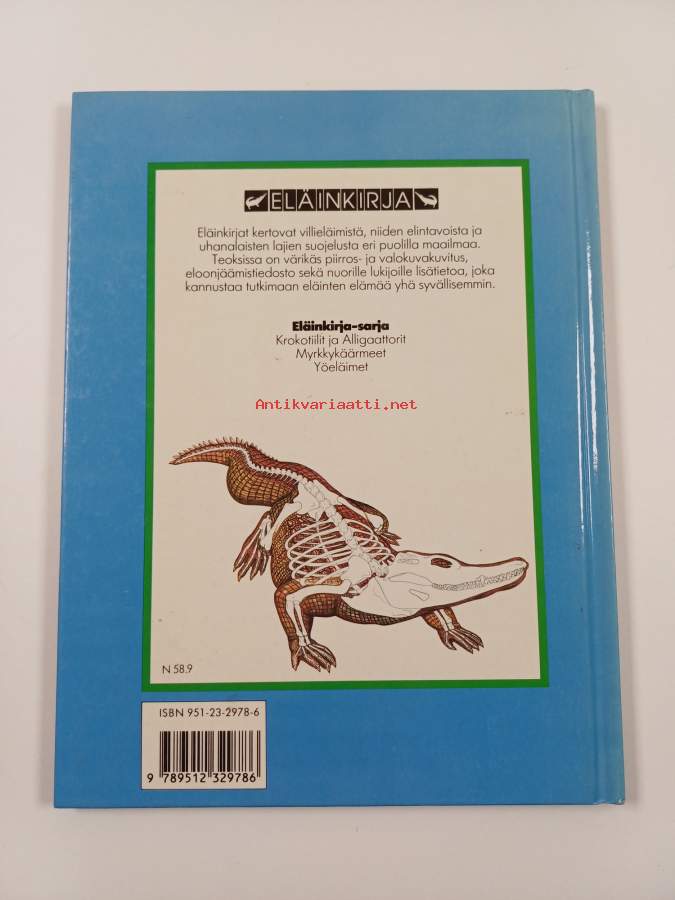 ELÄINKIRJA
Eläinkirjat kertovat villieläimistä, niiden elintavoista ja
uhanalaisten lajien suojelusta eri puolilla maailmaa.
Teoksissa on värikäs piirros- ja valokuvakuvitus,
eloonjäämistiedosto sekä nuorille lukijoille lisätietoa, joka
kannustaa tutkimaan eläinten elämää yhä syvällisemmin.
Eläinkirja-sarja
Krokotiilit ja Alligaattorit
Myrkkykäärmeet
Yöeläimet
Antikvariaatti.net
N 58.9
ISBN 951-23-2978-6
9 789512 329786